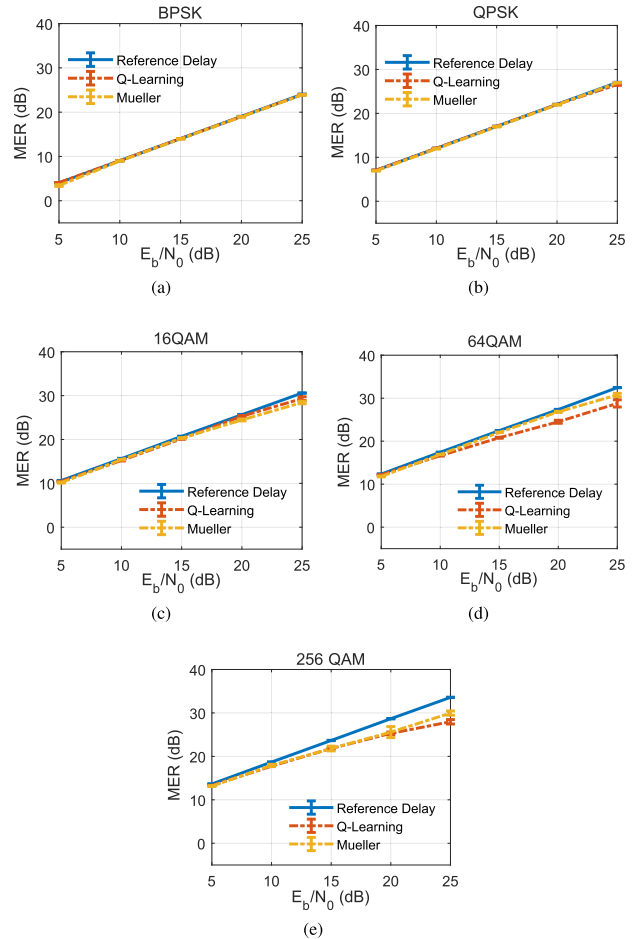 BPSK
40
30
20
10
0
MER (dB)
Reference Delay
Q-Learning
Mueller
5 10 15 20 25
E_b/N_0 (dB)
(a)
QPSK
40
30
20
10
0
MER (dB)
Reference Delay
Q-Learning
Mueller
5 10 15 20 25
E_b/N_0 (dB)
(b)
16QAM
40
30
20
10
0
MER (dB)
Reference Delay
Q-Learning
Mueller
5 10 15 20 25
E_b/N_0 (dB)
(c)
64QAM
40
30
20
10
0
MER (dB)
Reference Delay
Q-Learning
Mueller
5 10 15 20 25
E_b/N_0 (dB)
(d)
256 QAM
40
30
20
10
0
MER (dB)
Reference Delay
Q-Learning
Mueller
5 10 15 20 25
E_b/N_0 (dB)
(e)